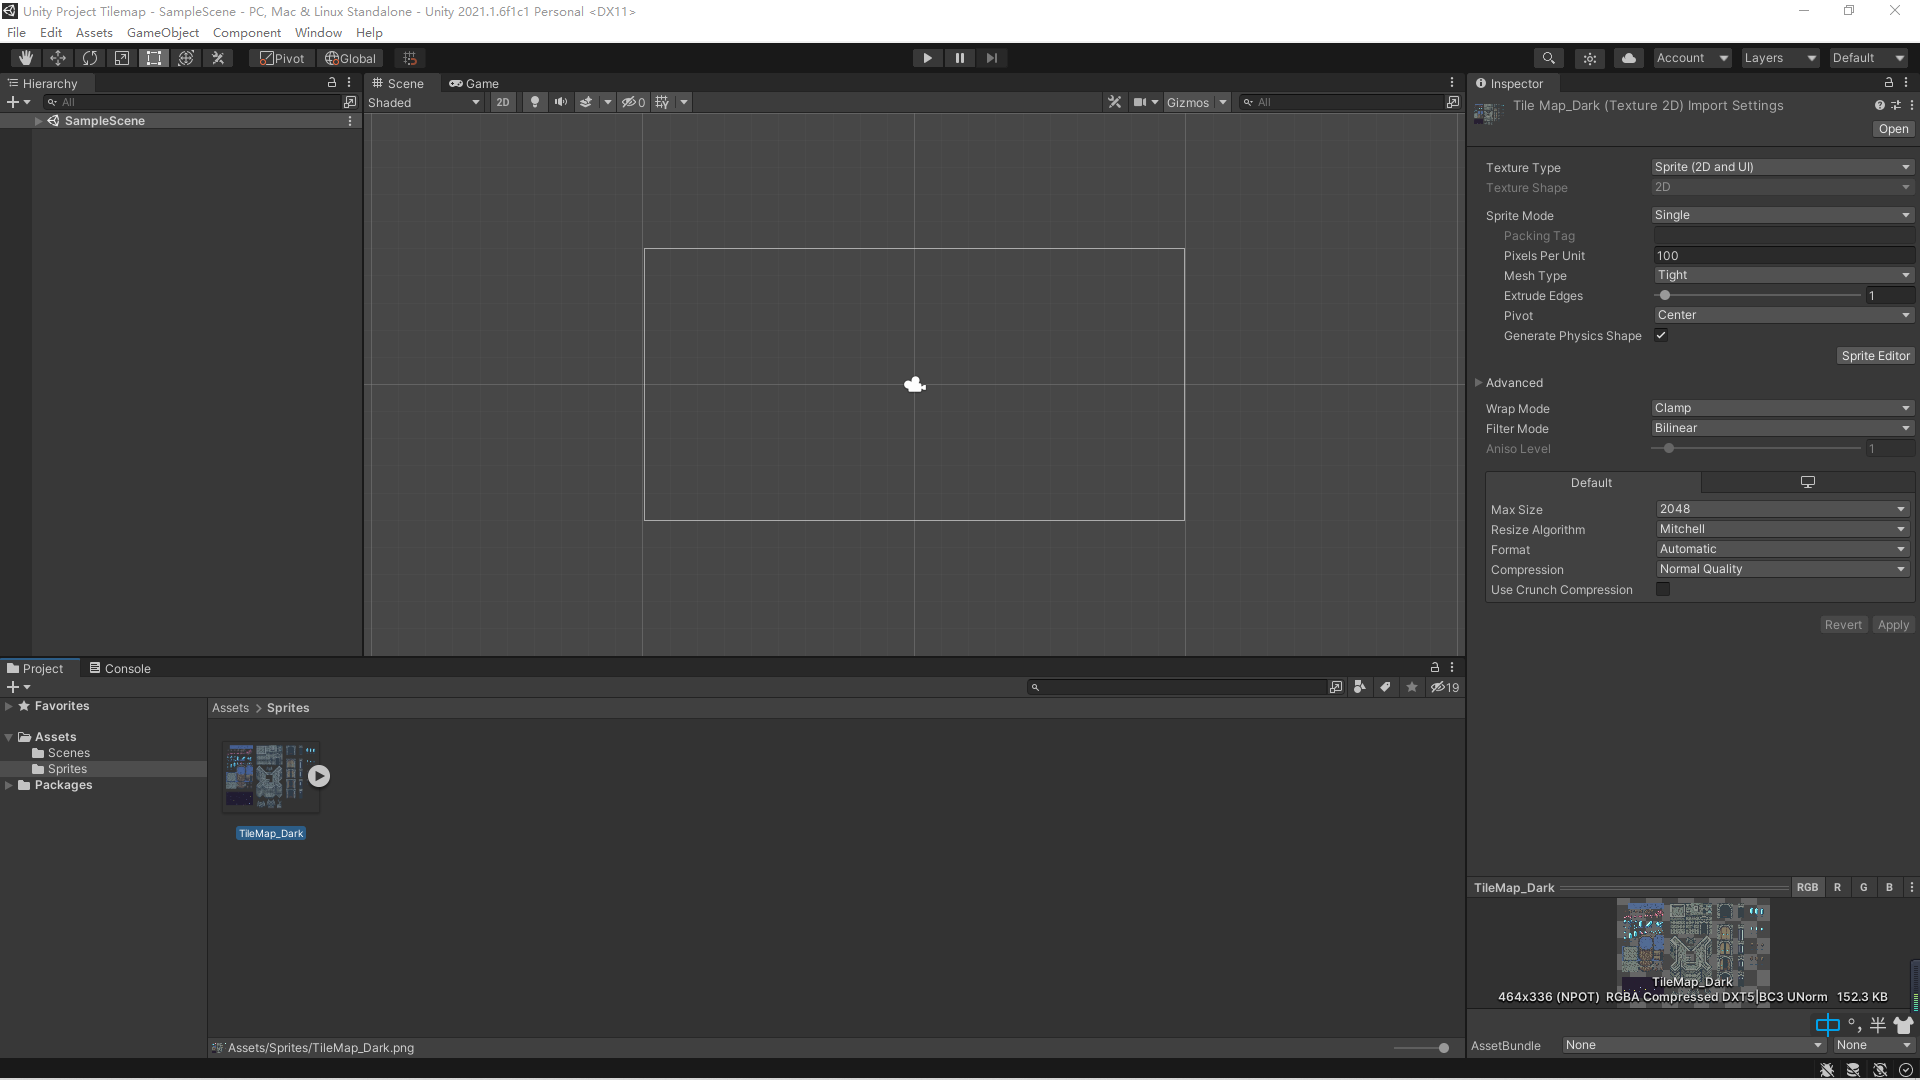 Unity Project Tilemap - SampleScene - PC, Mac & Linux Standalone - Unity 2021.1.6f1c1 Personal <DX11>
File Edit Assets GameObject Component Window Help
Pivot Global Account Layers Default
Hierarchy
All
SampleScene
Scene Game
Shaded 2D 0 Gizmos All
Inspector
Tile Map_Dark (Texture 2D) Import Settings
Open
Texture Type Sprite (2D and UI)
Texture Shape 2D
Sprite Mode Single
Packing Tag
Pixels Per Unit 100
Mesh Type Tight
Extrude Edges 1
Pivot Center
Generate Physics Shape
Sprite Editor
Advanced
Wrap Mode Clamp
Filter Mode Bilinear
Aniso Level 1
Default
Max Size 2048
Resize Algorithm Mitchell
Format Automatic
Compression Normal Quality
Use Crunch Compression
Revert Apply
Project Console
19
Favorites
Assets
Scenes
Sprites
Packages
Assets > Sprites
TileMap_Dark
Assets/Sprites/TileMap_Dark.png
TileMap_Dark RGB R G B
TileMap_Dark
464x336 (NPOT) RGBA Compressed DXT5|BC3 UNorm 152.3 KB
中 °, 半
AssetBundle None None